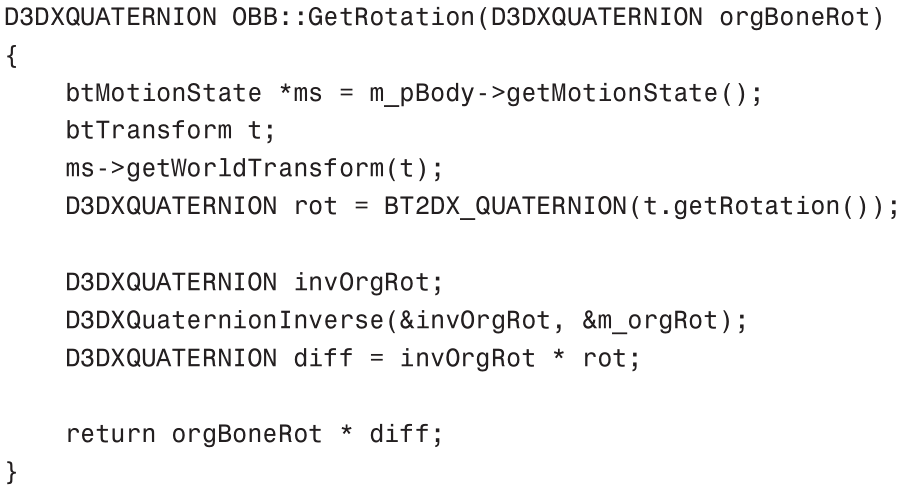 D3DXQUATERNION OBB::GetRotation(D3DXQUATERNION orgBoneRot)
{
    btMotionState *ms = m_pBody->getMotionState();
    btTransform t;
    ms->getWorldTransform(t);
    D3DXQUATERNION rot = BT2DX_QUATERNION(t.getRotation());

    D3DXQUATERNION invOrgRot;
    D3DXQuaternionInverse(&invOrgRot, &m_orgRot);
    D3DXQUATERNION diff = invOrgRot * rot;

    return orgBoneRot * diff;
}